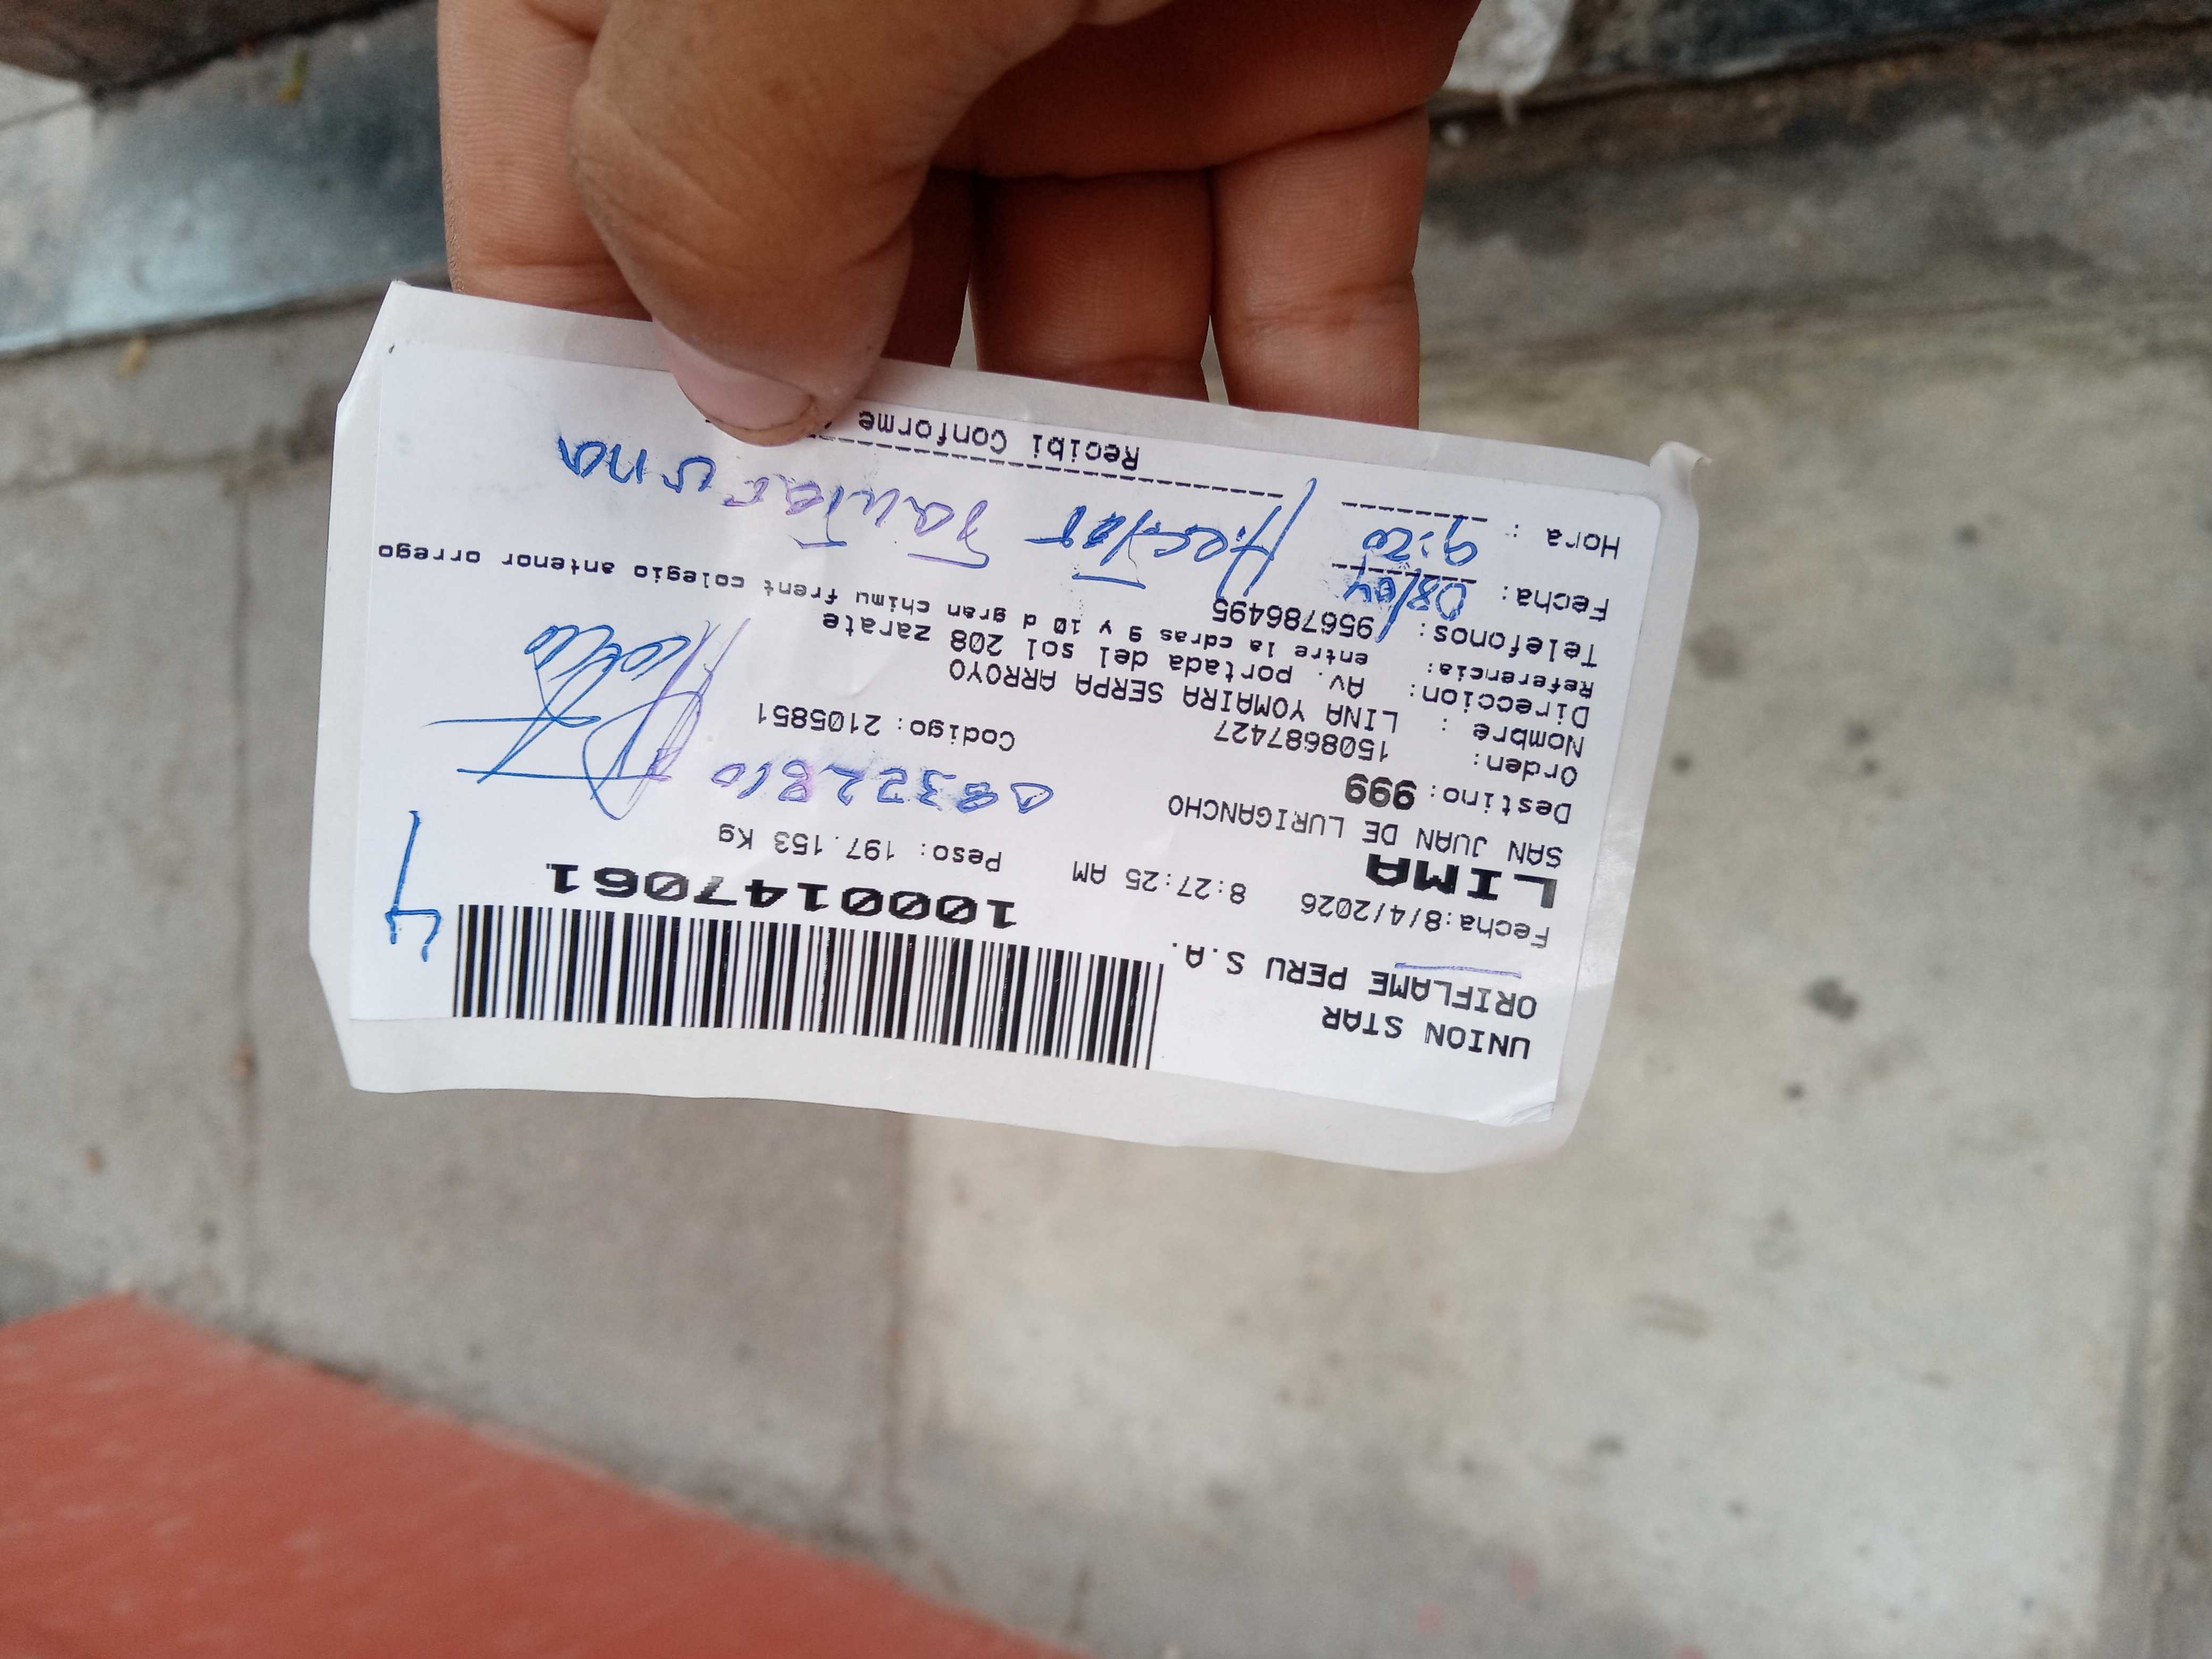 UNION STAR
ORIFLAME PERU S.A.
Fecha:8/4/2026 8:27:25 AM
1000147061
4
LIMA
Peso: 197.153 Kg
SAN JUAN DE LURIGANCHO
Destino: 999
Orden: 1508687427 Codigo: 2105851
Nombre : LINA YOMAIRA SERPA ARROYO
Direccion: Av. portada del sol 208 zarate
Referencia: entre la cdras 9 y 10 d gran chimu frent colegio antenor orrego
Telefonos: 956786495
Fecha: 08/04
Hora : 9:20
Recibi Conforme